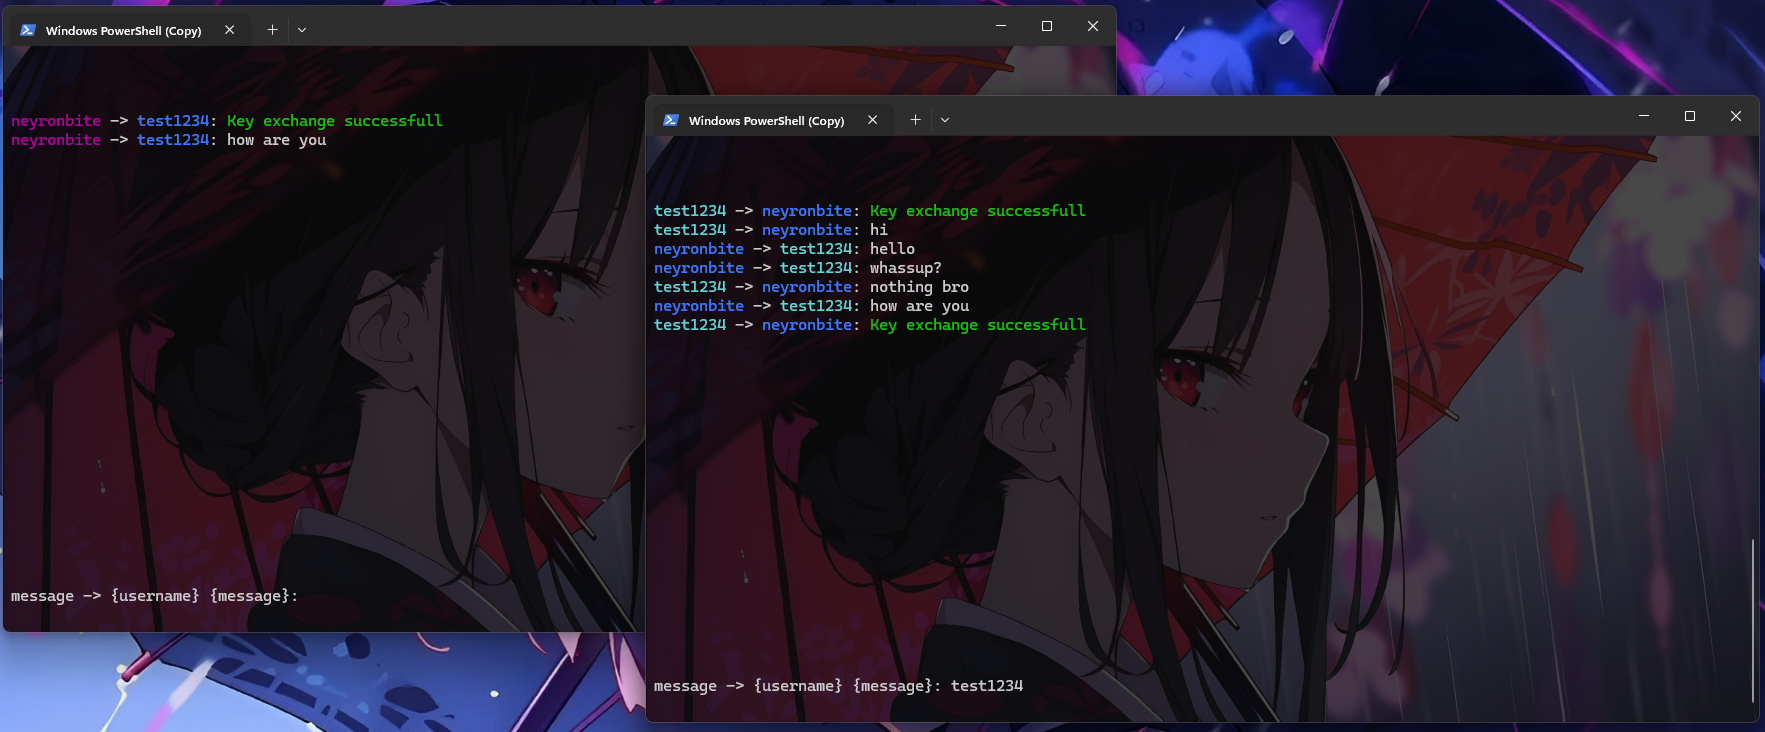 Windows PowerShell (Copy)
neyronbite -> test1234: Key exchange successfull
neyronbite -> test1234: how are you
message -> {username} {message}:
Windows PowerShell (Copy)
test1234 -> neyronbite: Key exchange successfull
test1234 -> neyronbite: hi
neyronbite -> test1234: hello
neyronbite -> test1234: whassup?
test1234 -> neyronbite: nothing bro
neyronbite -> test1234: how are you
test1234 -> neyronbite: Key exchange successfull
message -> {username} {message}: test1234